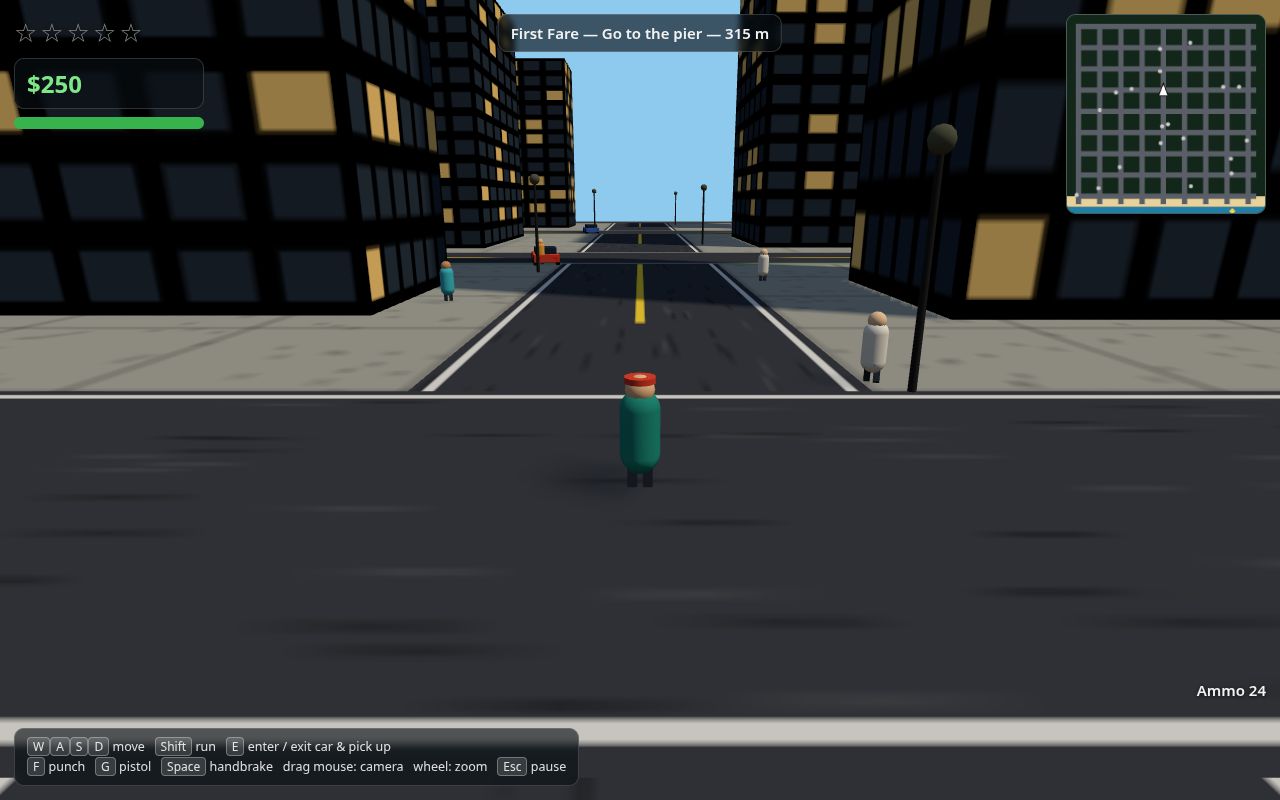 First Fare — Go to the pier — 315 m
$250
Ammo 24
W A S D move Shift run E enter / exit car & pick up
F punch G pistol Space handbrake drag mouse: camera wheel: zoom Esc pause